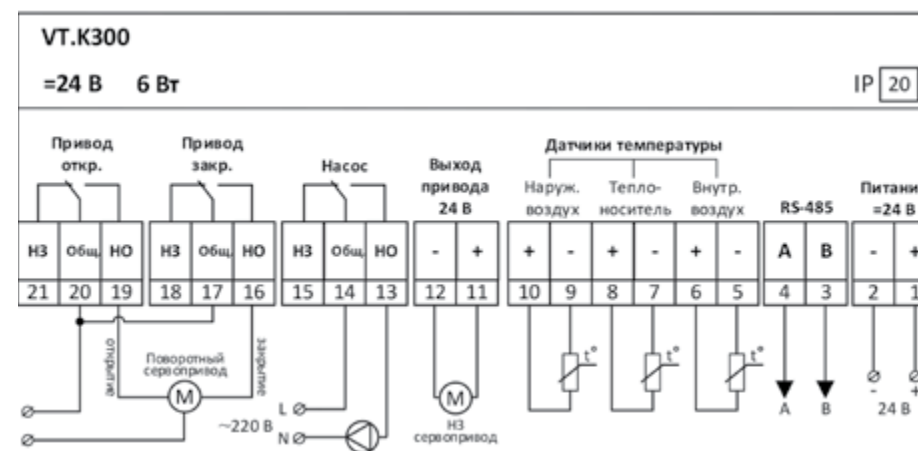 VT.K300
=24 В 6 Вт IP 20
Привод откр.
Привод закр.
Насос
Выход привода 24 В
Датчики температуры
Наруж. воздух
Тепло-носитель
Внутр. воздух
RS-485
Питани
=24 В
НЗ Общ. НО НЗ Общ. НО НЗ Общ. НО - + + - + - + - A B - +
21 20 19 18 17 16 15 14 13 12 11 10 9 8 7 6 5 4 3 2 1
открытие
Поворотный
сервопривод
закрытие
M
L
~220 В
N
M
НЗ
сервопривод
t°
t°
t°
A
B
- +
24 В